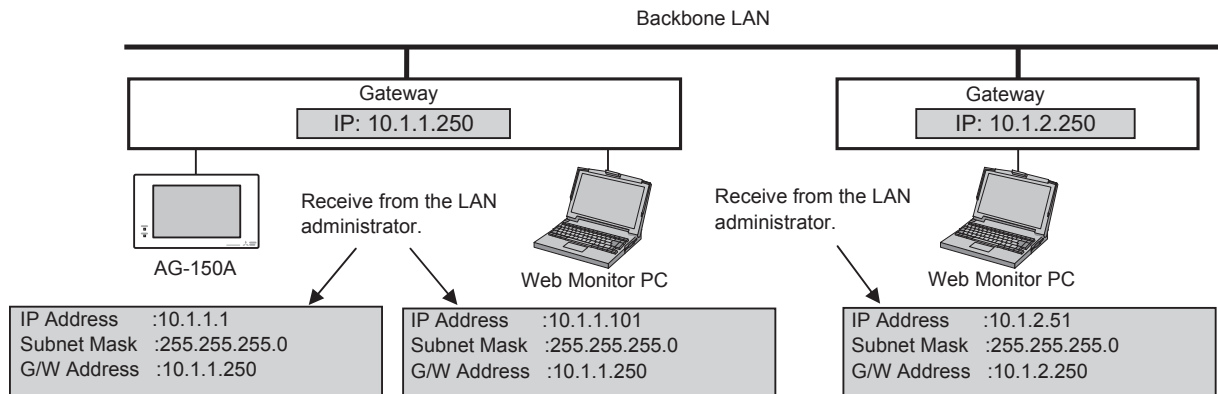 Backbone LAN
Gateway
IP: 10.1.1.250
Gateway
IP: 10.1.2.250
Receive from the LAN
administrator.
Receive from the LAN
administrator.
AG-150A
Web Monitor PC
Web Monitor PC
IP Address :10.1.1.1
Subnet Mask :255.255.255.0
G/W Address :10.1.1.250
IP Address :10.1.1.101
Subnet Mask :255.255.255.0
G/W Address :10.1.1.250
IP Address :10.1.2.51
Subnet Mask :255.255.255.0
G/W Address :10.1.2.250